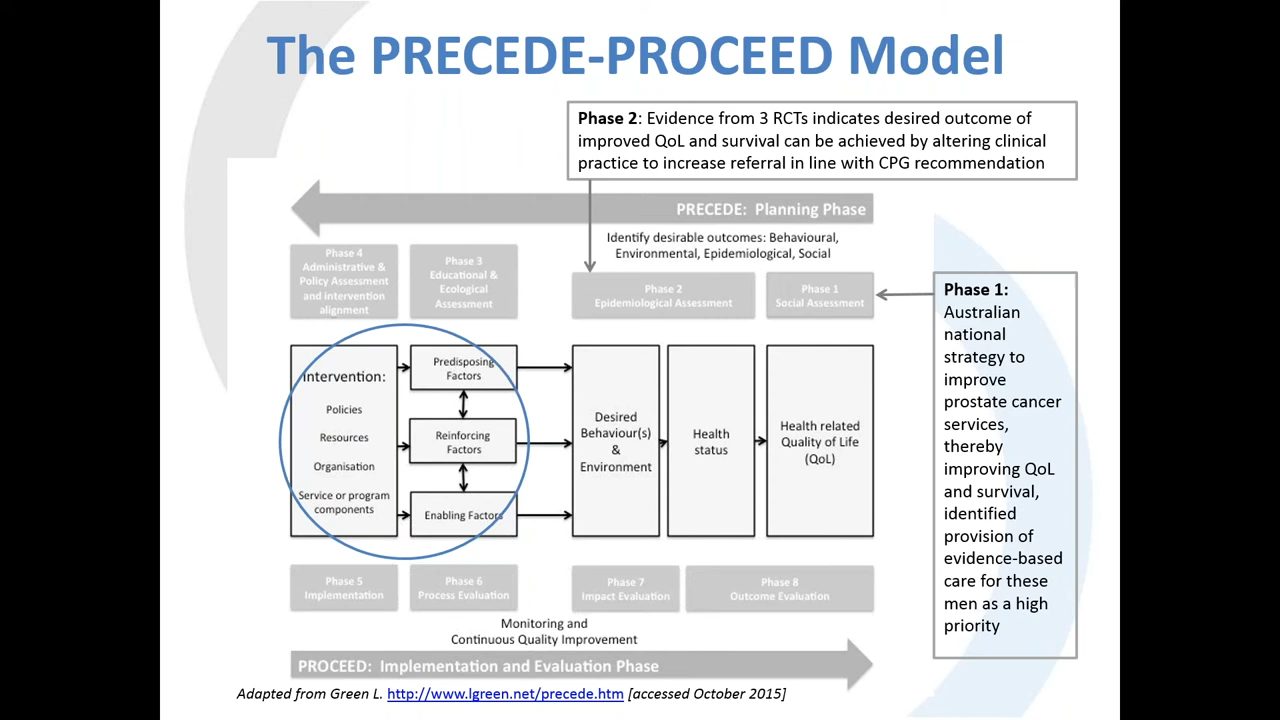 The PRECEDE-PROCEED Model
Phase 2: Evidence from 3 RCTs indicates desired outcome of
improved QoL and survival can be achieved by altering clinical
practice to increase referral in line with CPG recommendation
PRECEDE: Planning Phase
Identify desirable outcomes: Behavioural,
Environmental, Epidemiological, Social
Phase 4
Administrative &
Policy Assessment
and intervention
alignment
Phase 3
Educational &
Ecological
Assessment
Phase 2
Epidemiological Assessment
Phase 1
Social Assessment
Phase 1:
Australian
national
strategy to
improve
prostate cancer
services,
thereby
improving QoL
and survival,
identified
provision of
evidence-based
care for these
men as a high
priority
Intervention:
Policies
Resources
Organisation
Service or program
components
Predisposing
Factors
Reinforcing
Factors
Enabling Factors
Desired
Behaviour(s)
&
Environment
Health
status
Health related
Quality of Life
(QoL)
Phase 5
Implementation
Phase 6
Process Evaluation
Phase 7
Impact Evaluation
Phase 8
Outcome Evaluation
Monitoring and
Continuous Quality Improvement
PROCEED: Implementation and Evaluation Phase
Adapted from Green L. http://www.lgreen.net/precede.htm [accessed October 2015]